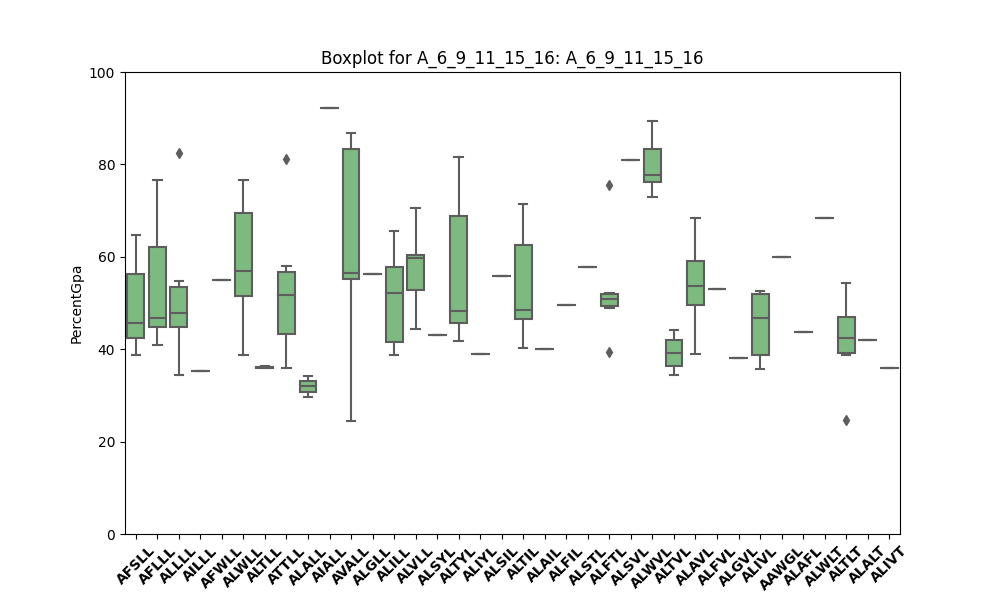 Boxplot for A_6_9_11_15_16: A_6_9_11_15_16
PercentGpa
100
80
60
40
20
0
AFSLL
AFLLL
ALLLL
AILLL
AFWLL
ALWLL
ALTLL
ATTLL
ALALL
AIALL
AVALL
ALGLL
ALILL
ALVLL
ALSYL
ALTYL
ALIYL
ALSIL
ALTIL
ALAIL
ALFIL
ALSTL
ALFTL
ALSVL
ALWVL
ALTVL
ALAVL
ALFVL
ALGVL
ALIVL
AAWGL
ALAFL
ALWLT
ALTLT
ALALT
ALIVT